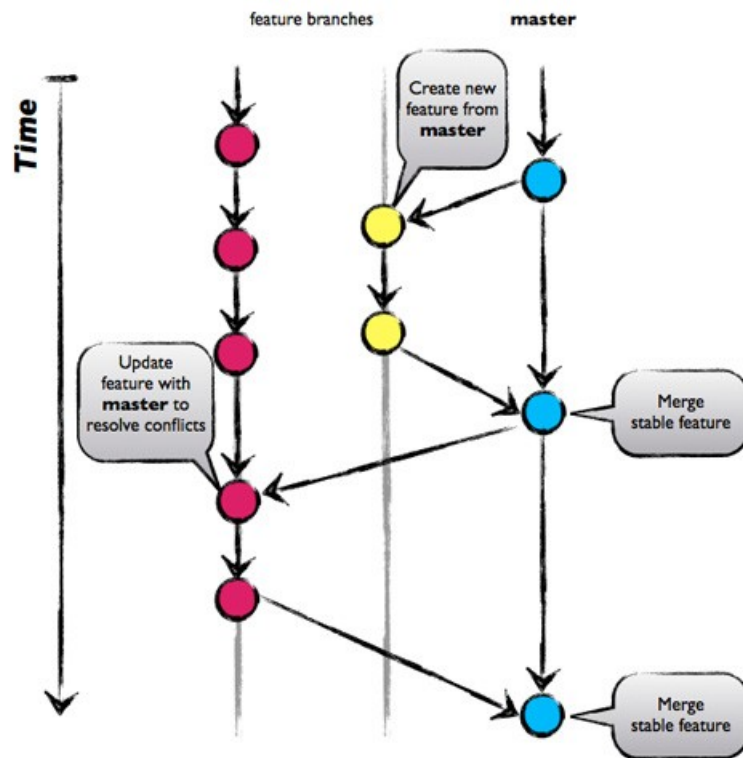 feature branches
master
Time
Create new
feature from
master
Update
feature with
master to
resolve conflicts
Merge
stable feature
Merge
stable feature